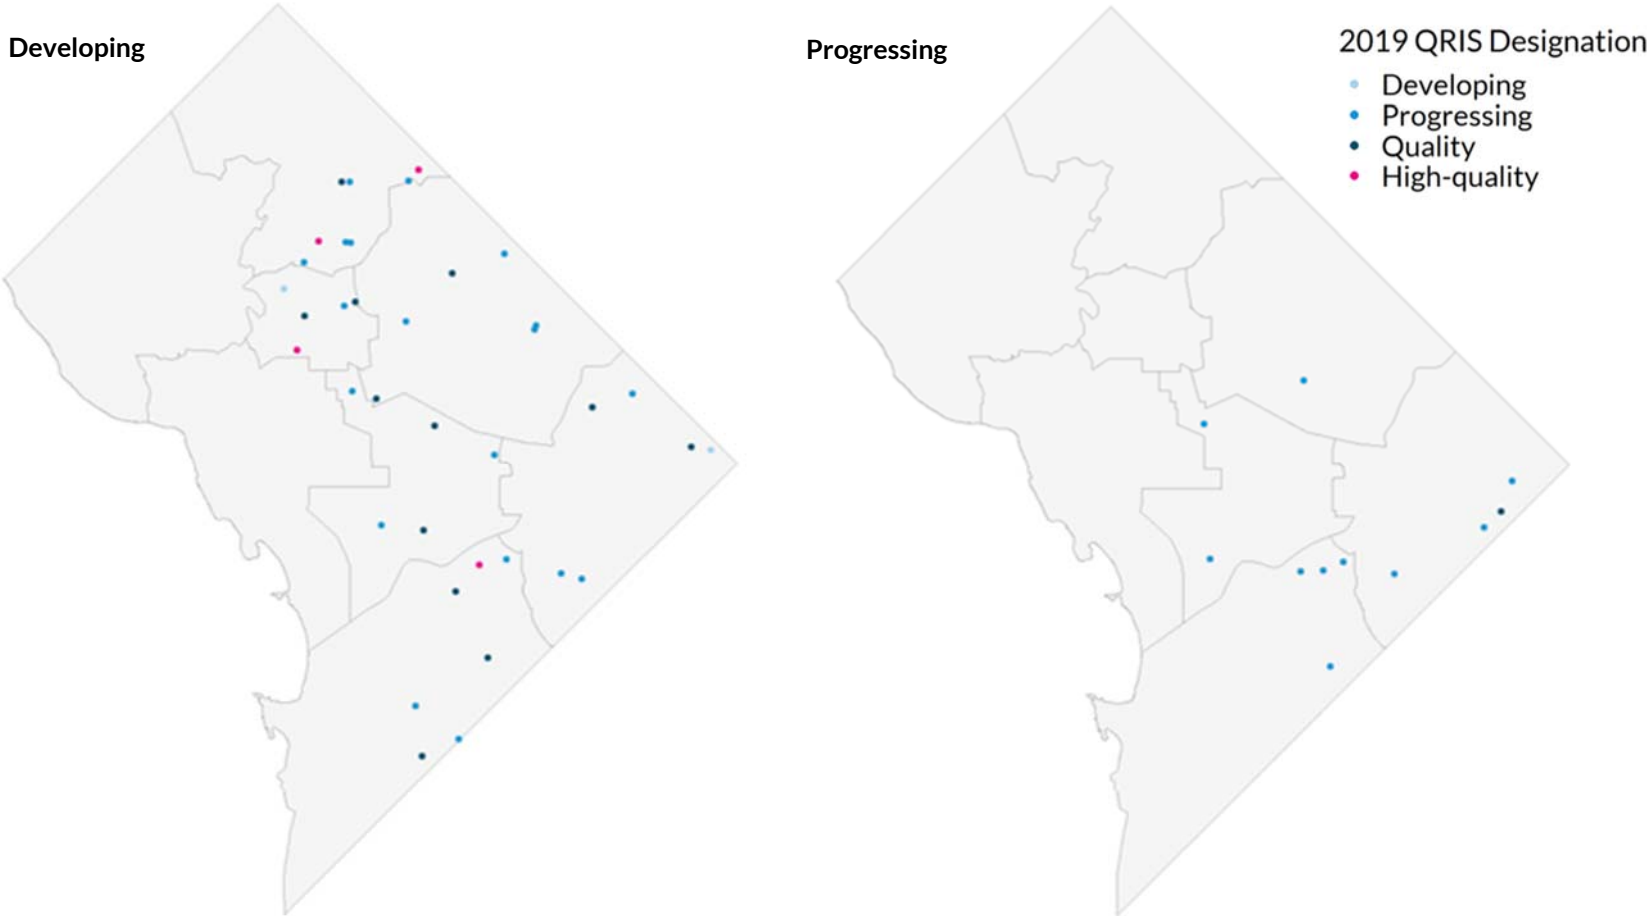 Developing
Progressing
2019 QRIS Designation
Developing
Progressing
Quality
High-quality